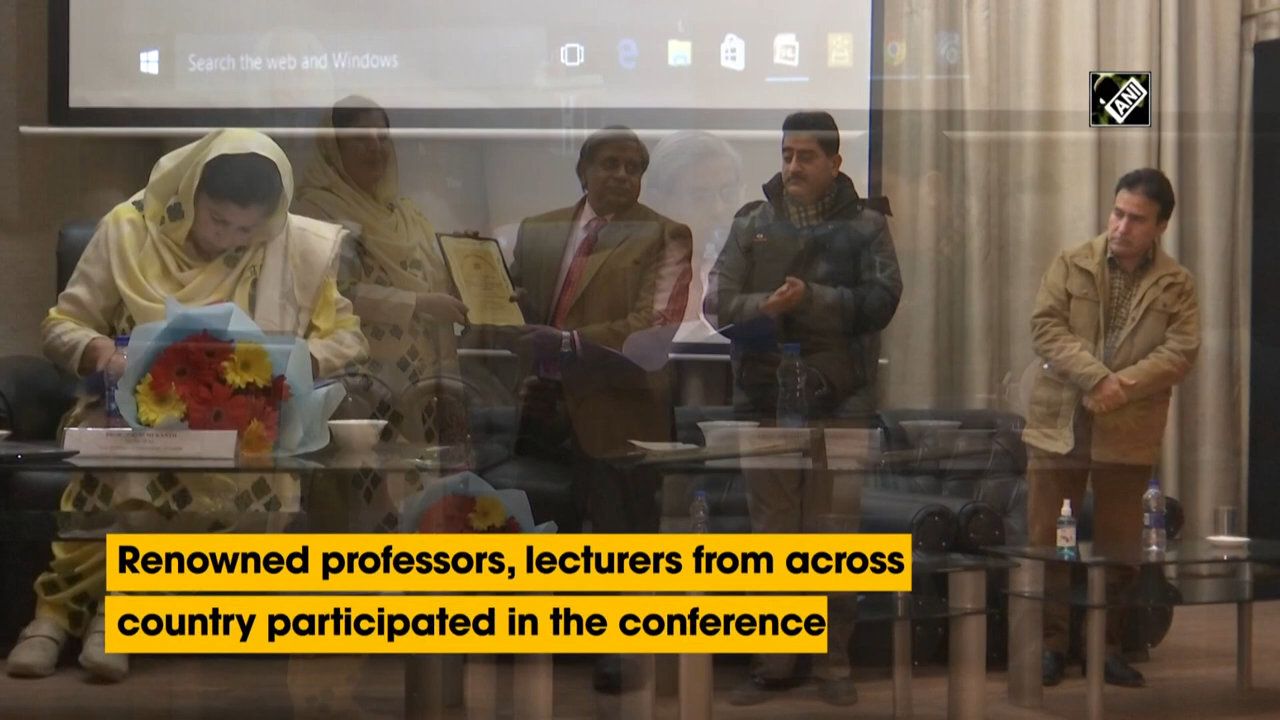 Search the web and Windows
ANI
Renowned professors, lecturers from across
country participated in the conference